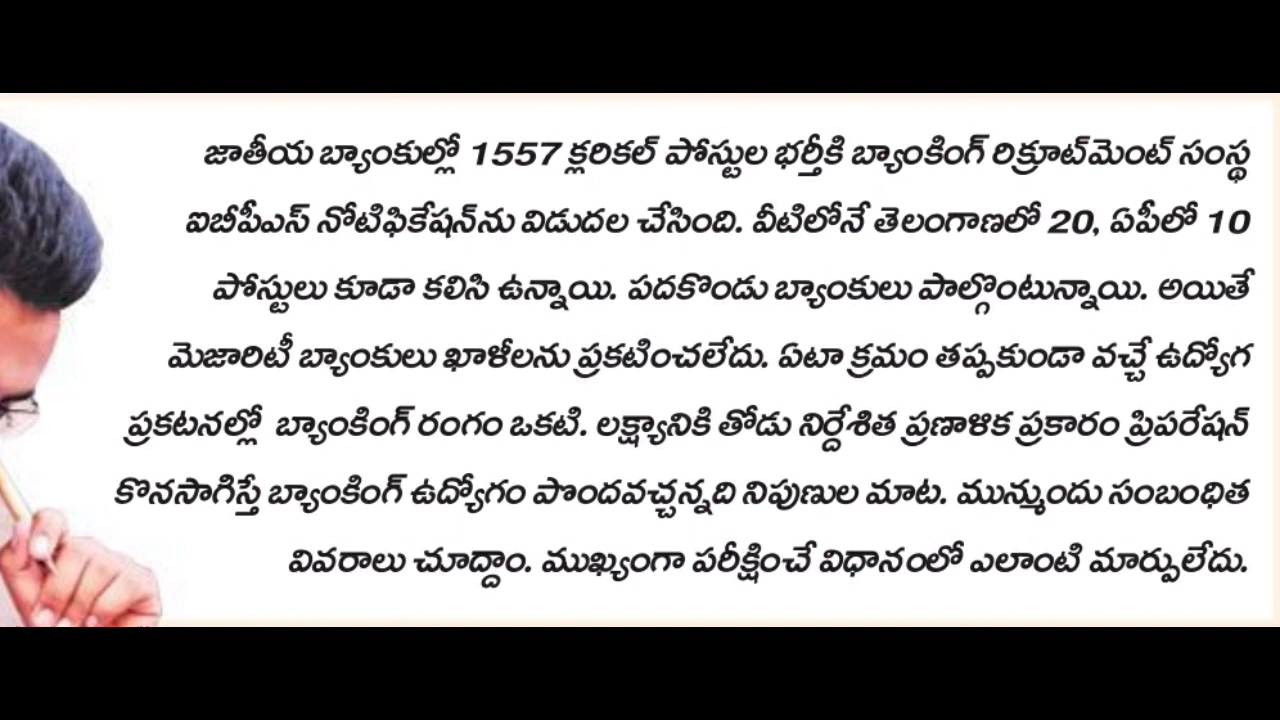 జాతీయ బ్యాంకుల్లో 1557 క్లరికల్ పోస్టుల భర్తీకి బ్యాంకింగ్ రిక్రూట్‌మెంట్ సంస్థ
ఐబీపీఎస్ నోటిఫికేషన్‌ను విడుదల చేసింది. వీటిలోనే తెలంగాణలో 20, ఏపీలో 10
పోస్టులు కూడా కలిసి ఉన్నాయి. పదకొండు బ్యాంకులు పాల్గొంటున్నాయి. అయితే
మెజారిటీ బ్యాంకులు ఖాళీలను ప్రకటించలేదు. ఏటా క్రమం తప్పకుండా వచ్చే ఉద్యోగ
ప్రకటనల్లో బ్యాంకింగ్ రంగం ఒకటి. లక్ష్యానికి తోడు నిర్దేశిత ప్రణాళిక ప్రకారం ప్రిపరేషన్
కొనసాగిస్తే బ్యాంకింగ్ ఉద్యోగం పొందవచ్చన్నది నిపుణుల మాట. మున్ముందు సంబంధిత
వివరాలు చూద్దాం. ముఖ్యంగా పరీక్షించే విధానంలో ఎలాంటి మార్పులేదు.